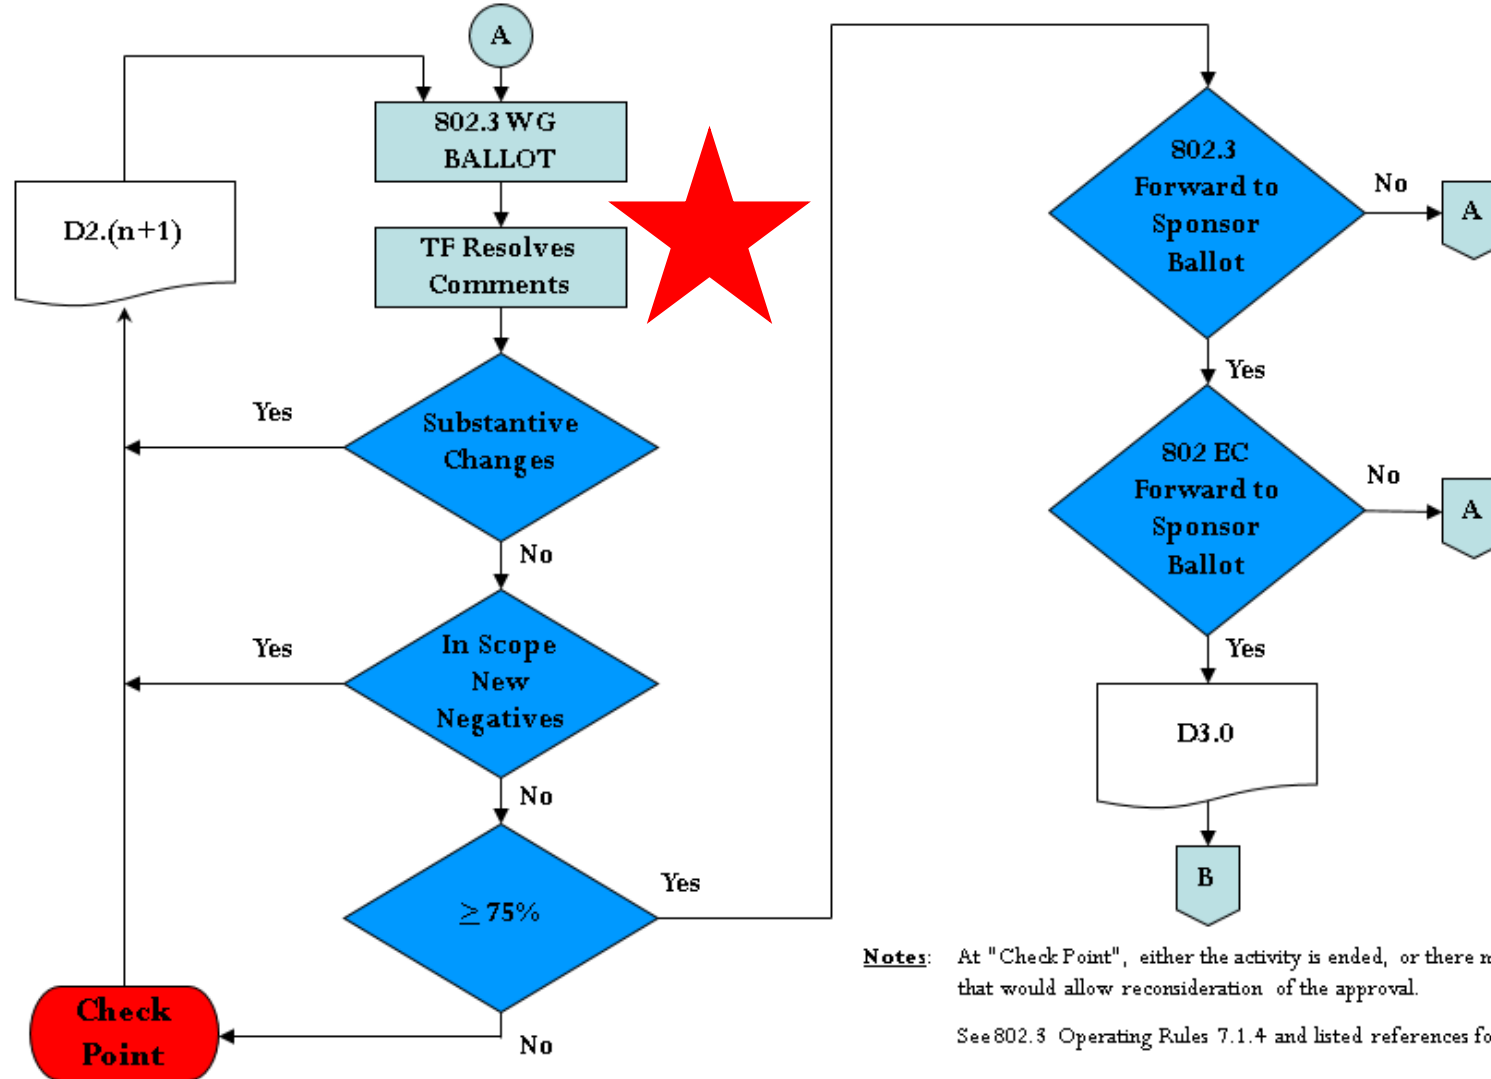 A
802.3 WG
BALLOT
D2.(n+1)
TF Resolves
Comments
Yes
Substantive
Changes
No
Yes
In Scope
New
Negatives
No
≥ 75%
Yes
Check
Point
No
802.3
Forward to
Sponsor
Ballot
No
A
Yes
802 EC
Forward to
Sponsor
Ballot
No
A
Yes
D3.0
B
Notes: At "Check Point", either the activity is ended, or there
that would allow reconsideration of the approval.
See 802.3 Operating Rules 7.1.4 and listed references